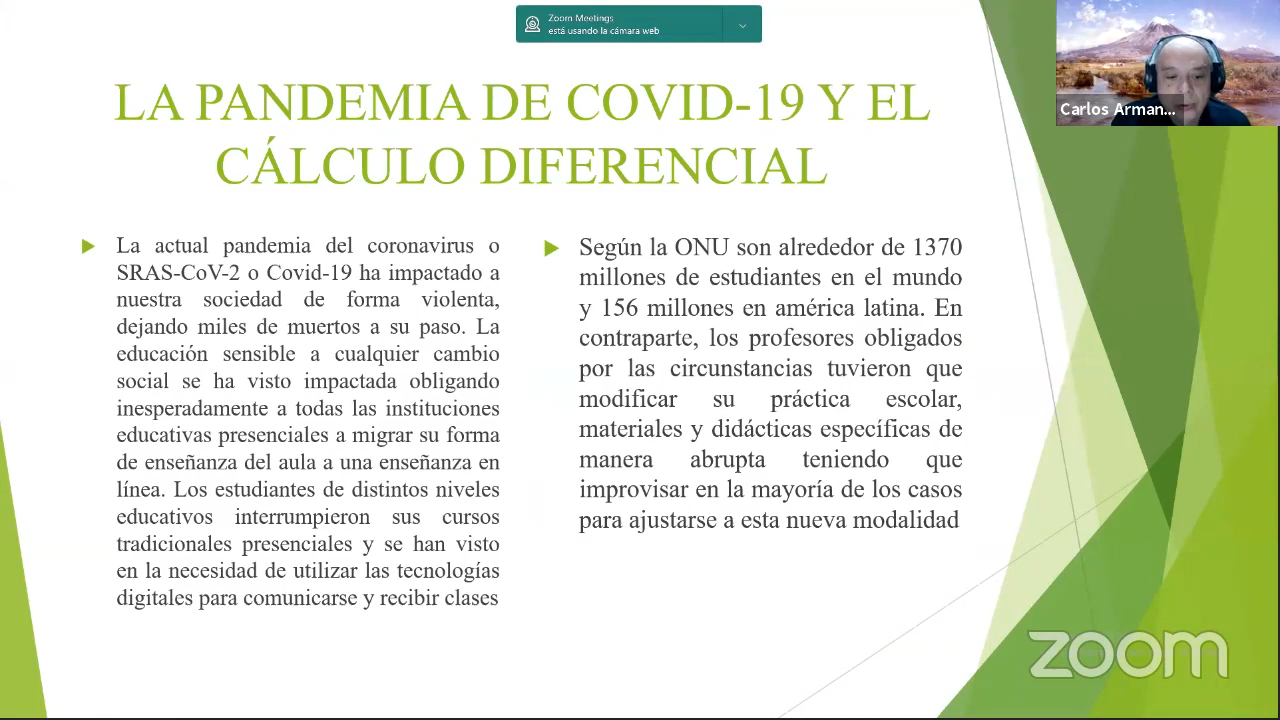 Zoom Meetings
está usando la cámara web
Carlos Arman...
LA PANDEMIA DE COVID-19 Y EL
CÁLCULO DIFERENCIAL
La actual pandemia del coronavirus o
SRAS-CoV-2 o Covid-19 ha impactado a
nuestra sociedad de forma violenta,
dejando miles de muertos a su paso. La
educación sensible a cualquier cambio
social se ha visto impactada obligando
inesperadamente a todas las instituciones
educativas presenciales a migrar su forma
de enseñanza del aula a una enseñanza en
línea. Los estudiantes de distintos niveles
educativos interrumpieron sus cursos
tradicionales presenciales y se han visto
en la necesidad de utilizar las tecnologías
digitales para comunicarse y recibir clases
Según la ONU son alrededor de 1370
millones de estudiantes en el mundo
y 156 millones en américa latina. En
contraparte, los profesores obligados
por las circunstancias tuvieron que
modificar su práctica escolar,
materiales y didácticas específicas de
manera abrupta teniendo que
improvisar en la mayoría de los casos
para ajustarse a esta nueva modalidad
zoom